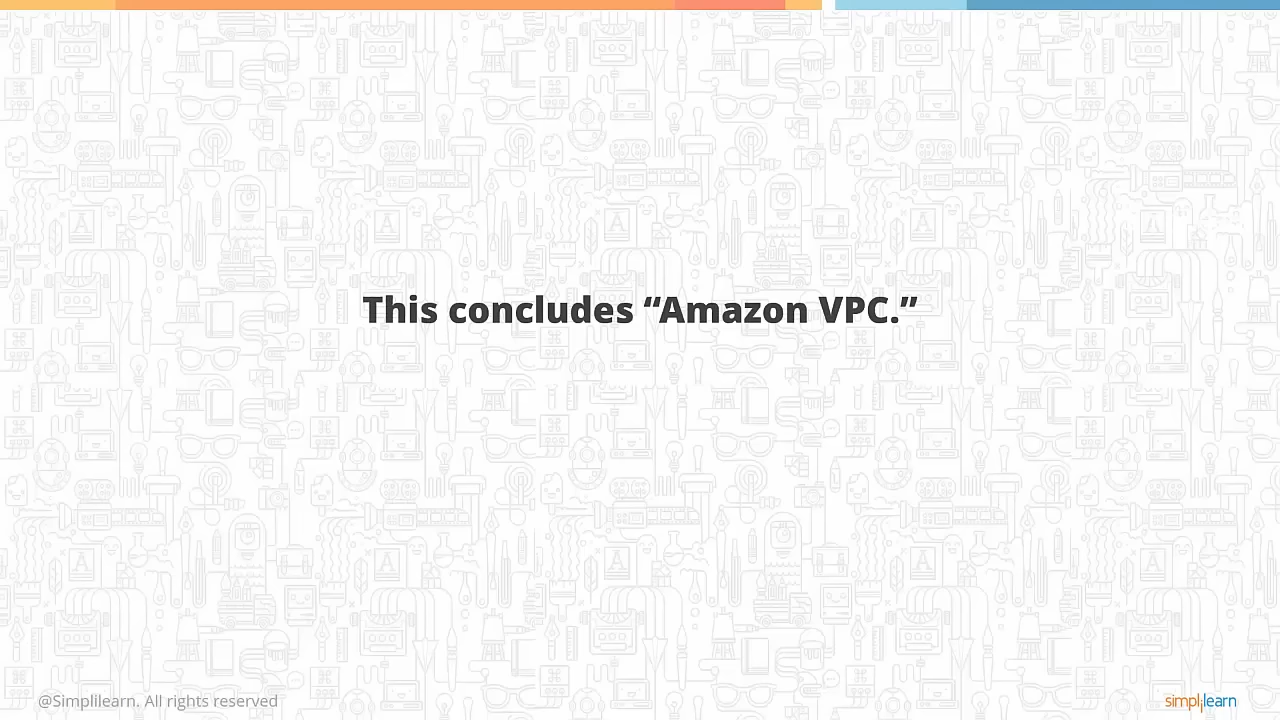 This concludes “Amazon VPC.”
@Simplilearn. All rights reserved
simplilearn